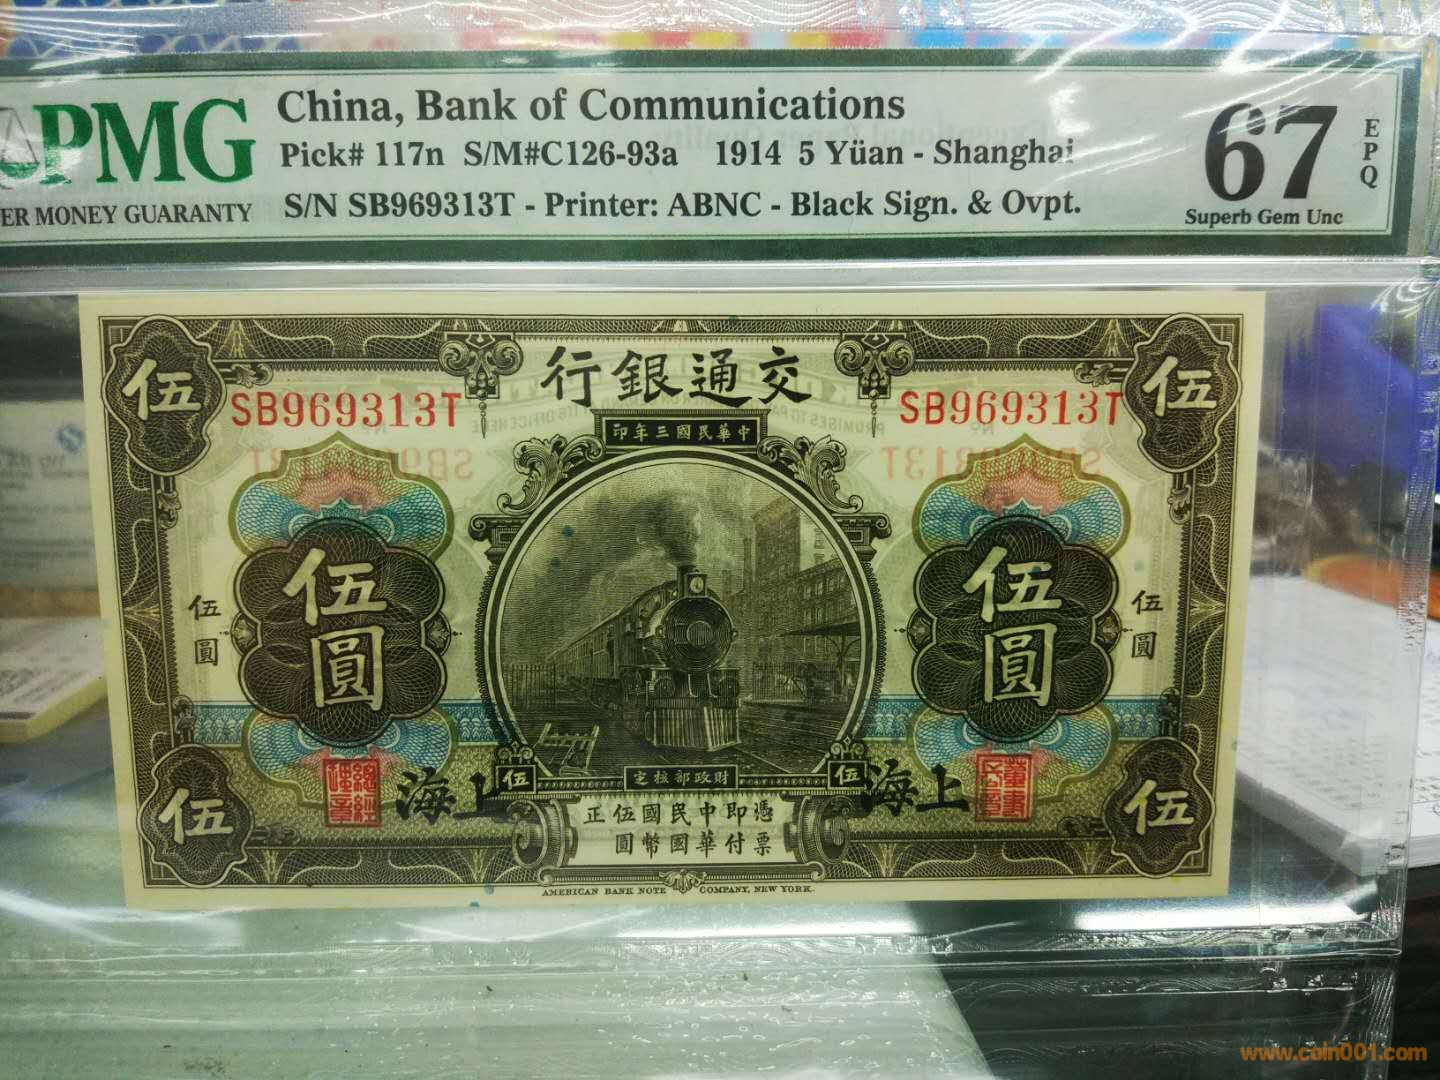 PMG
China, Bank of Communications
Pick# 117n S/M#C126-93a 1914 5 Yüan - Shanghai
S/N SB969313T - Printer: ABNC - Black Sign. & Ovpt.
ER MONEY GUARANTY
67
EPQ
Superb Gem Unc
伍
行銀通交
伍
SB969313T
SB969313T
印年三國民華中
伍圓
伍圓
伍圓
伍圓
海上
伍
定核部政財
伍
海上
正伍國民中即憑
圓幣國華付票
伍
伍
AMERICAN BANK NOTE COMPANY, NEW YORK.
www.coin001.com